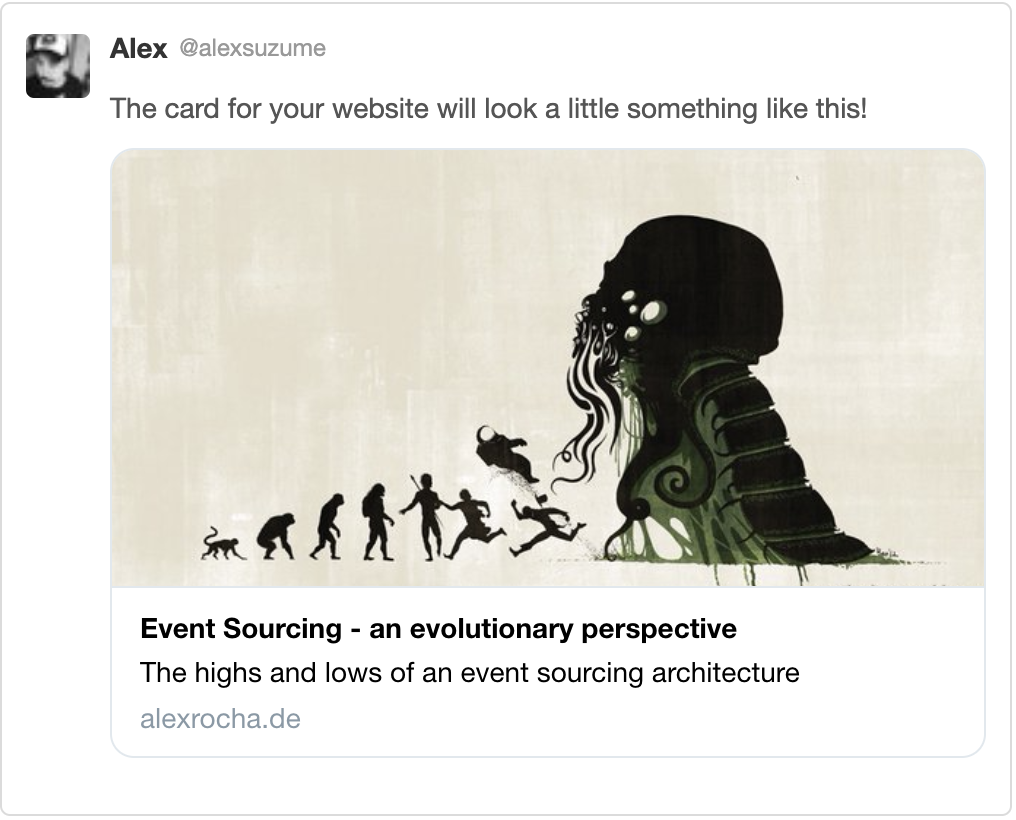 Alex @alexsuzume
The card for your website will look a little something like this!
Event Sourcing - an evolutionary perspective
The highs and lows of an event sourcing architecture
alexrocha.de